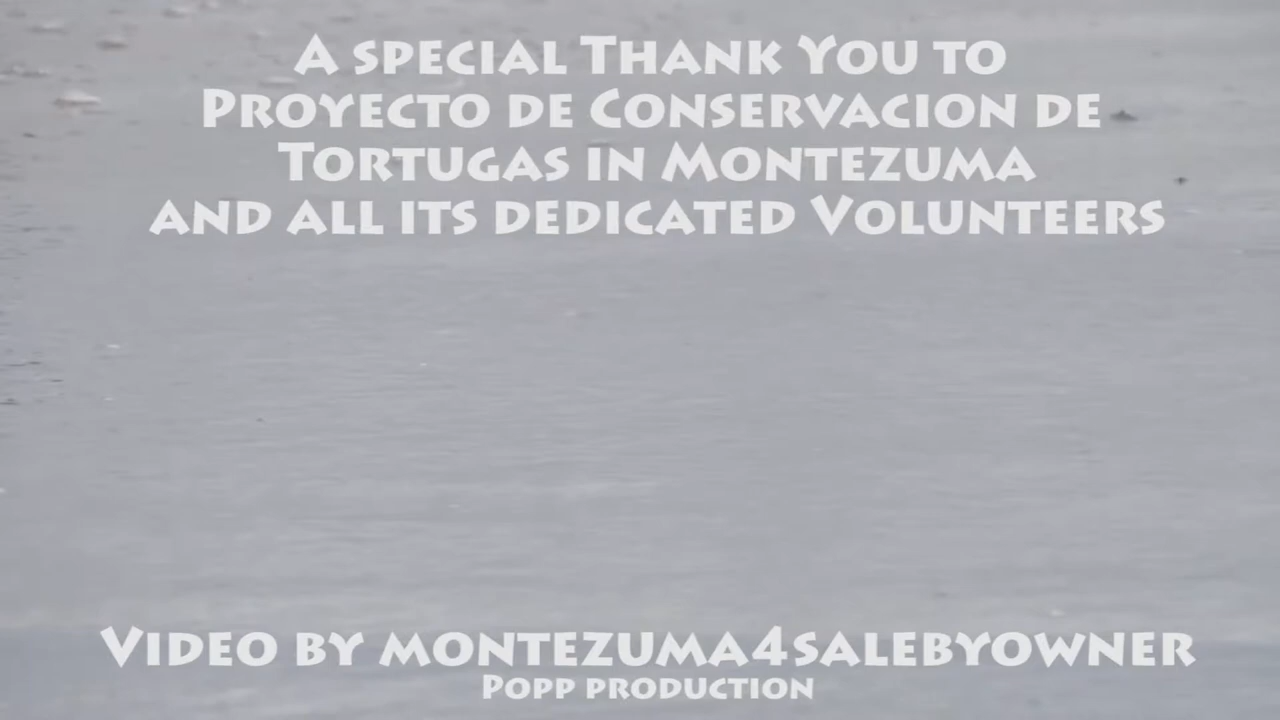 A special Thank You to
Proyecto de Conservacion de
Tortugas in Montezuma
and all its dedicated Volunteers
Video by montezuma4salebyowner
Popp production